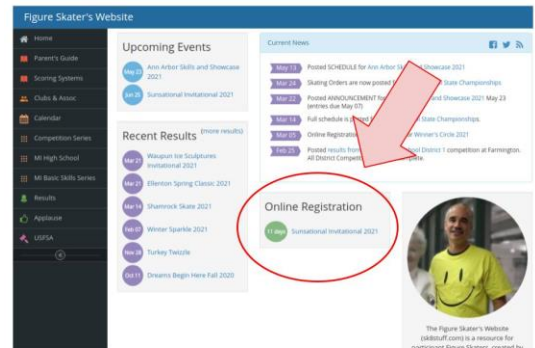 Figure Skater's Website
Home
Parent's Guide
Scoring Systems
Clubs & Assoc
Calendar
Competition Series
MI High School
MI Basic Skills Series
Results
Applause
USFSA
Upcoming Events
May 23
Ann Arbor Skills and Showcase
2021
Jun 25
Sunsational Invitational 2021
Recent Results (more results)
Mar 21
Waupun Ice Sculptures
Invitational 2021
Mar 21
Ellenton Spring Classic 2021
Mar 14
Shamrock Skate 2021
Feb 07
Winter Sparkle 2021
Nov 28
Turkey Twizzle
Oct 11
Dreams Begin Here Fall 2020
Current News
May 13 Posted SCHEDULE for Ann Arbor Showcase 2021
Mar 24 Skating Orders are now posted State Championships
Mar 22 Posted ANNOUNCEMENT for and Showcase 2021 May 23
(entries due May 07)
Mar 14 Full schedule is posted State Championships.
Mar 05 Online Registration Winner's Circle 2021
Feb 25 Posted results from School District 1 competition at Farmington.
All District
Online Registration
11 days
Sunsational Invitational 2021
The Figure Skater's Website
(sk8stuff.com) is a resource for
participant Figure Skaters, created by